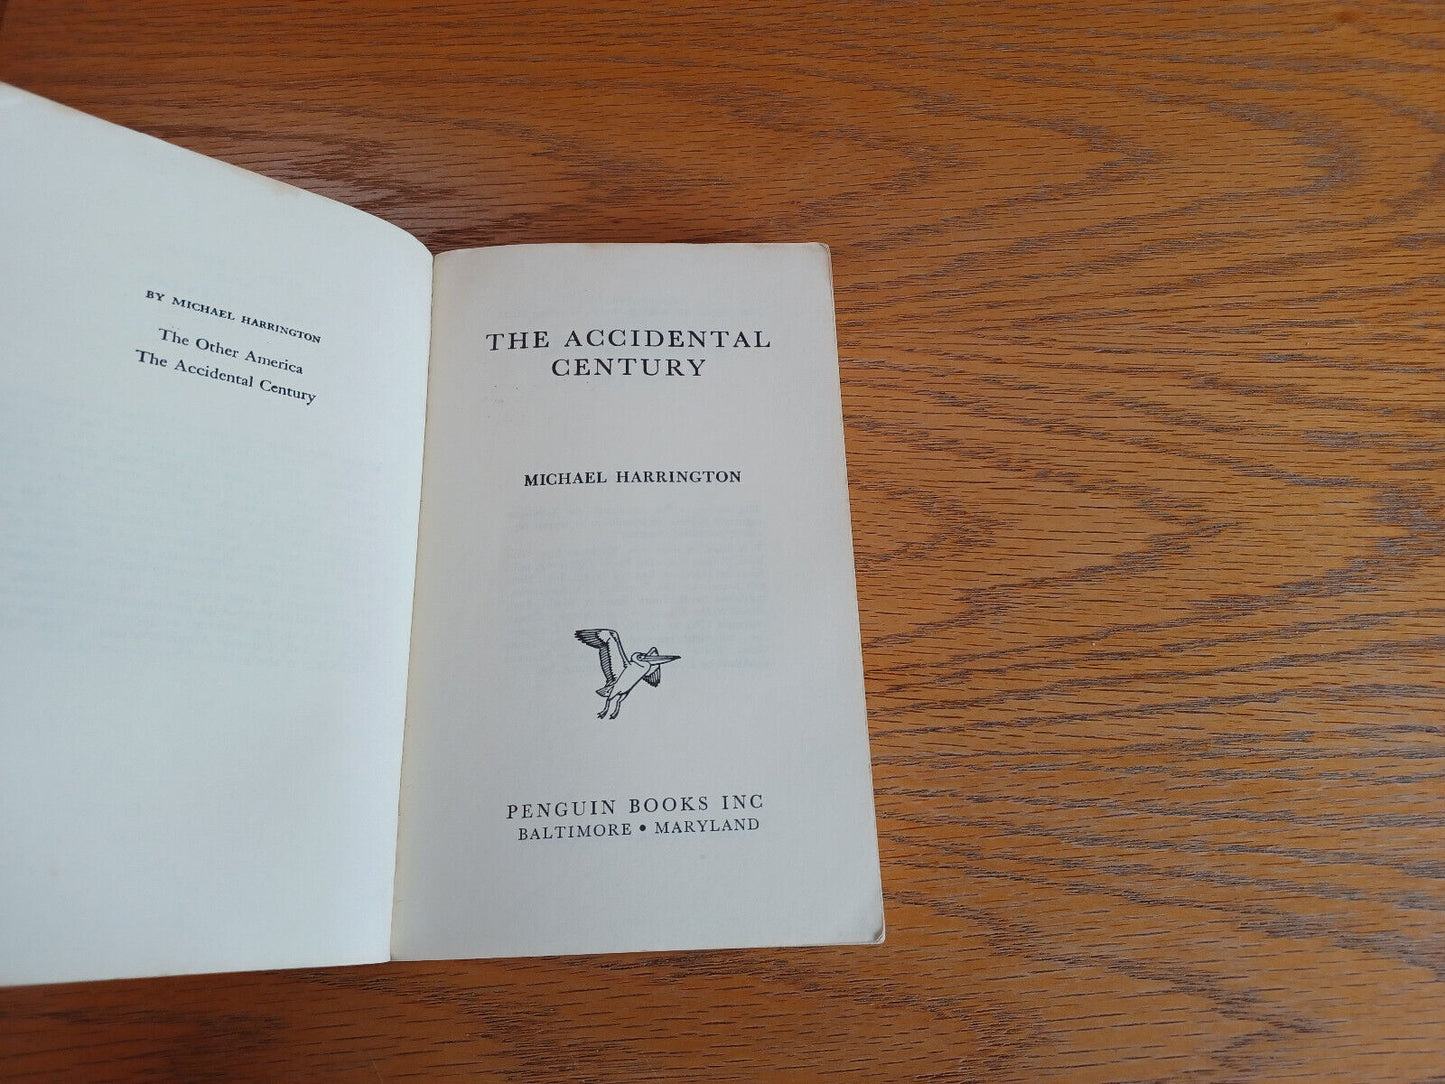 BY MICHAEL HARRINGTON
The Other America
The Accidental Century
THE ACCIDENTAL
CENTURY
MICHAEL HARRINGTON
PENGUIN BOOKS INC
BALTIMORE • MARYLAND